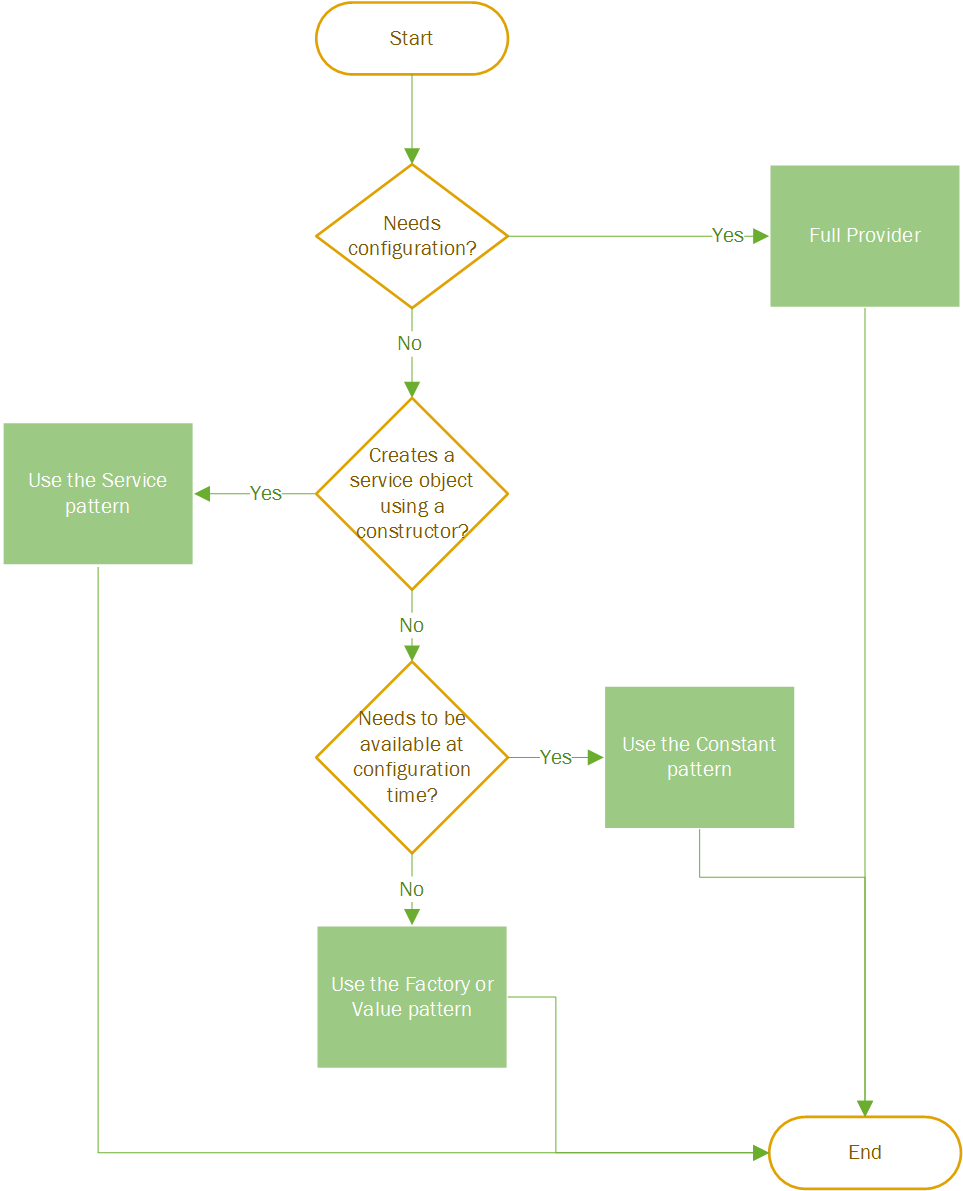 Start
Needs
configuration?
Yes
Full Provider
No
Creates a
service object
using a
constructor?
Yes
Use the Service
pattern
No
Needs to be
available at
configuration
time?
Yes
Use the Constant
pattern
No
Use the Factory or
Value pattern
End